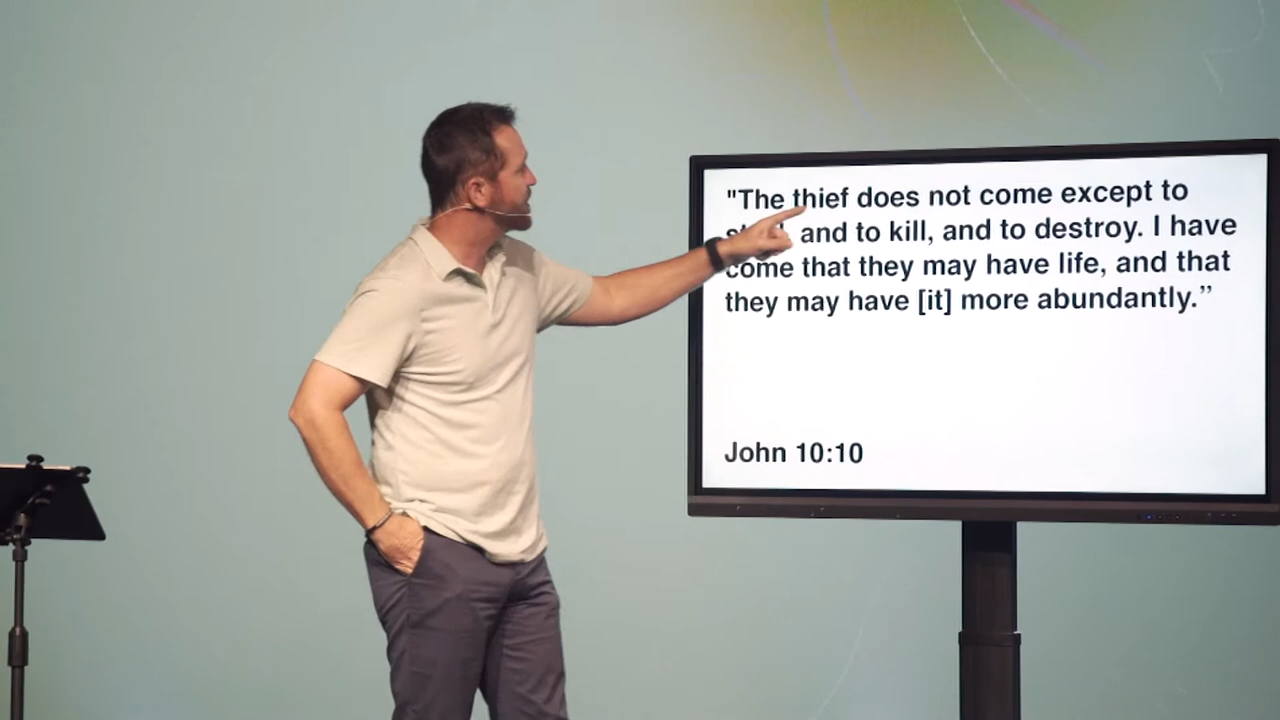 "The thief does not come except to
and to kill, and to destroy. I have
come that they may have life, and that
they may have [it] more abundantly.”
John 10:10